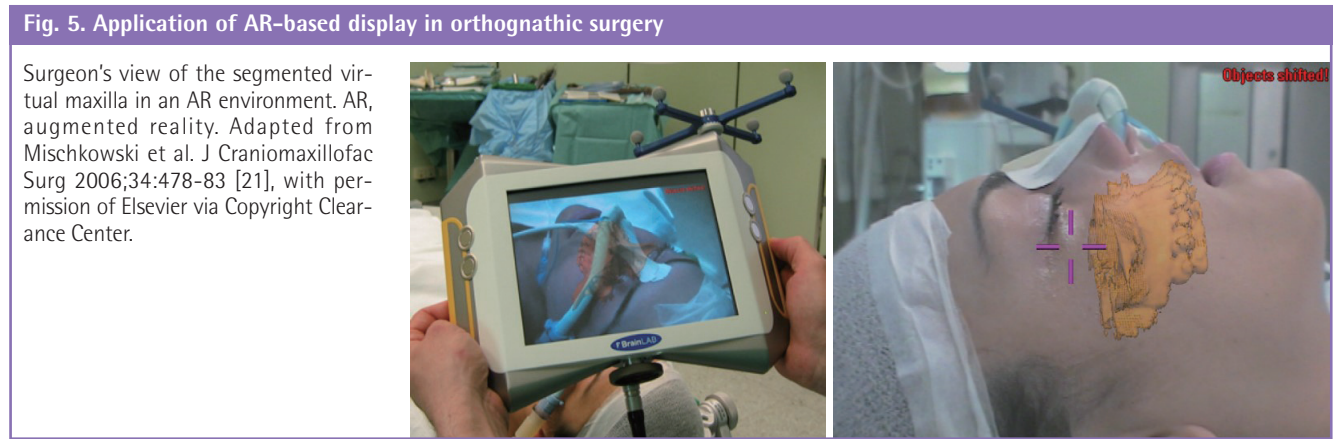 Fig. 5. Application of AR-based display in orthognathic surgery
Surgeon's view of the segmented vir-
tual maxilla in an AR environment. AR,
augmented reality. Adapted from
Mischkowski et al. J Craniomaxillofac
Surg 2006;34:478-83 [21], with per-
mission of Elsevier via Copyright Clear-
ance Center.
BrainLAB
Objects shifted!